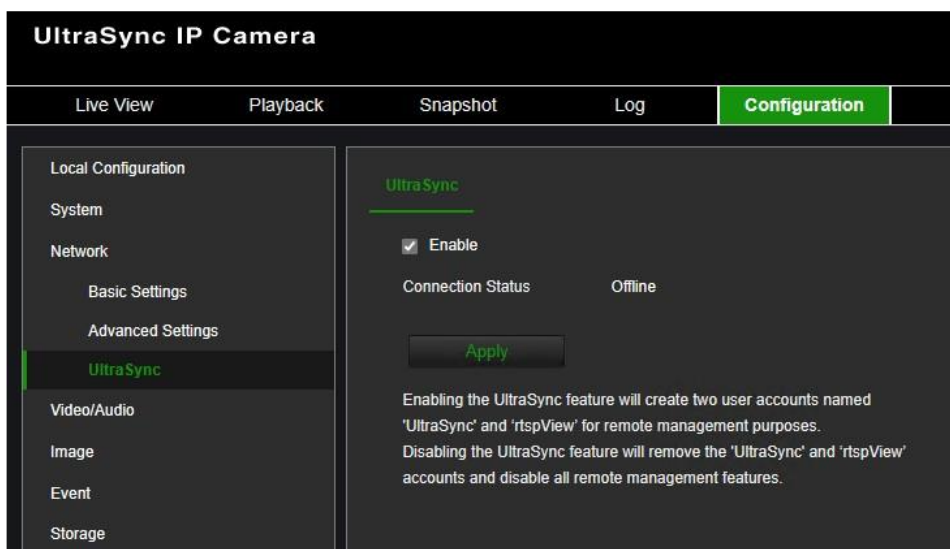 UltraSync IP Camera
Live View Playback Snapshot Log Configuration
Local Configuration
System
Network
Basic Settings
Advanced Settings
UltraSync
Video/Audio
Image
Event
Storage
UltraSync
Enable
Connection Status Offline
Apply
Enabling the UltraSync feature will create two user accounts named
'UltraSync' and ‘rtspView’ for remote management purposes.
Disabling the UltraSync feature will remove the 'UltraSync' and ‘rtspView’
accounts and disable all remote management features.